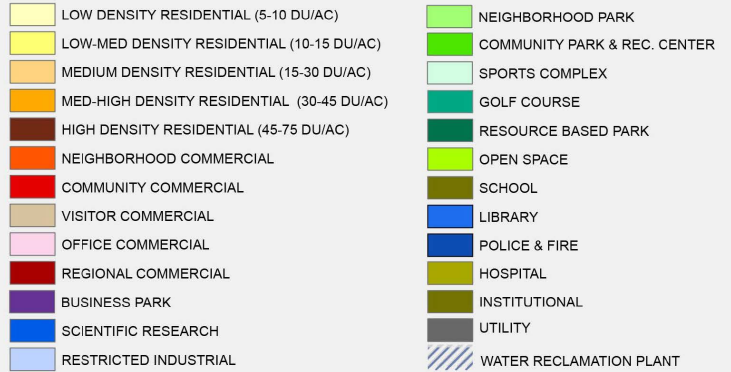 LOW DENSITY RESIDENTIAL (5-10 DU/AC)
LOW-MED DENSITY RESIDENTIAL (10-15 DU/AC)
MEDIUM DENSITY RESIDENTIAL (15-30 DU/AC)
MED-HIGH DENSITY RESIDENTIAL (30-45 DU/AC)
HIGH DENSITY RESIDENTIAL (45-75 DU/AC)
NEIGHBORHOOD COMMERCIAL
COMMUNITY COMMERCIAL
VISITOR COMMERCIAL
OFFICE COMMERCIAL
REGIONAL COMMERCIAL
BUSINESS PARK
SCIENTIFIC RESEARCH
RESTRICTED INDUSTRIAL
NEIGHBORHOOD PARK
COMMUNITY PARK & REC. CENTER
SPORTS COMPLEX
GOLF COURSE
RESOURCE BASED PARK
OPEN SPACE
SCHOOL
LIBRARY
POLICE & FIRE
HOSPITAL
INSTITUTIONAL
UTILITY
WATER RECLAMATION PLANT